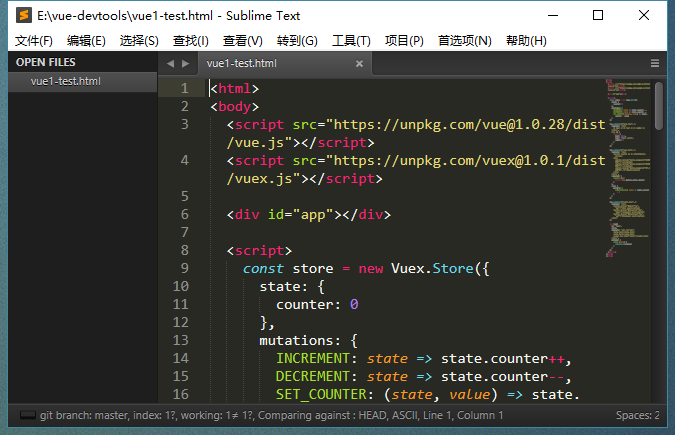 E:\vue-devtools\vue1-test.html - Sublime Text
文件(F) 编辑(E) 选择(S) 查找(I) 查看(V) 转到(G) 工具(T) 项目(P) 首选项(N) 帮助(H)
OPEN FILES
vue1-test.html
vue1-test.html
1 <html>
2 <body>
3 <script src="https://unpkg.com/vue@1.0.28/dist
/vue.js"></script>
4 <script src="https://unpkg.com/vuex@1.0.1/dist
/vuex.js"></script>
5
6 <div id="app"></div>
7
8 <script>
9 const store = new Vuex.Store({
10 state: {
11 counter: 0
12 },
13 mutations: {
14 INCREMENT: state => state.counter++,
15 DECREMENT: state => state.counter--,
16 SET_COUNTER: (state, value) => state.
git branch: master, index: 1?, working: 1≠ 1?, Comparing against : HEAD, ASCII, Line 1, Column 1
Spaces: 2